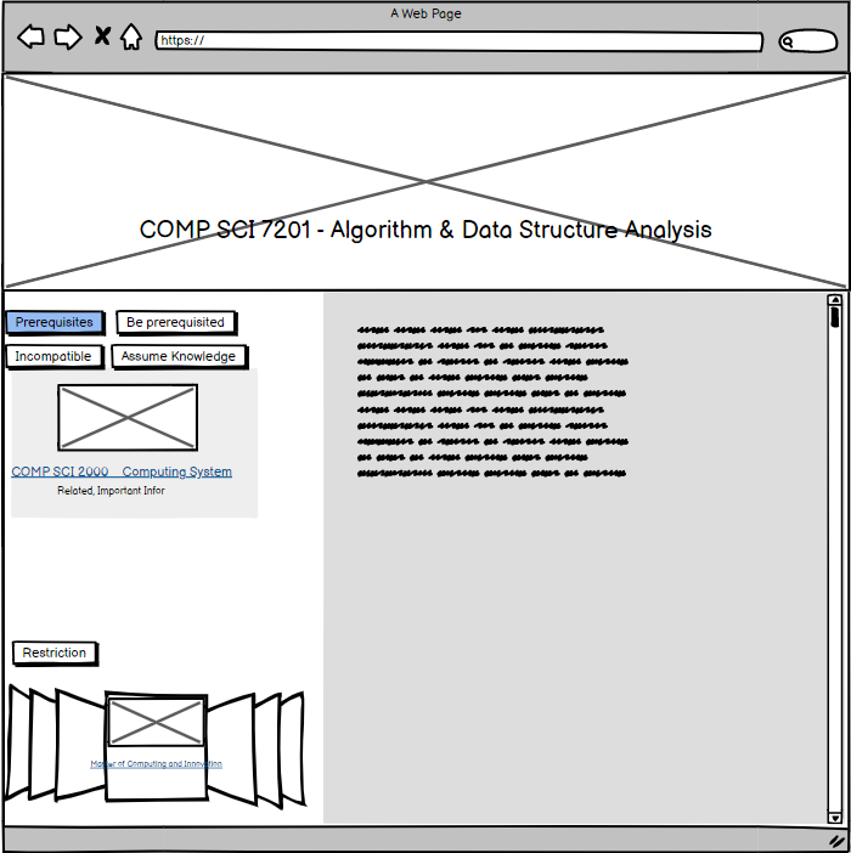 A Web Page
https://
COMP SCI 7201 - Algorithm & Data Structure Analysis
Prerequisites
Be prerequisited
Incompatible
Assume Knowledge
COMP SCI 2000 Computing System
Related, Important Infor
Restriction
Master of Computing and Innovation